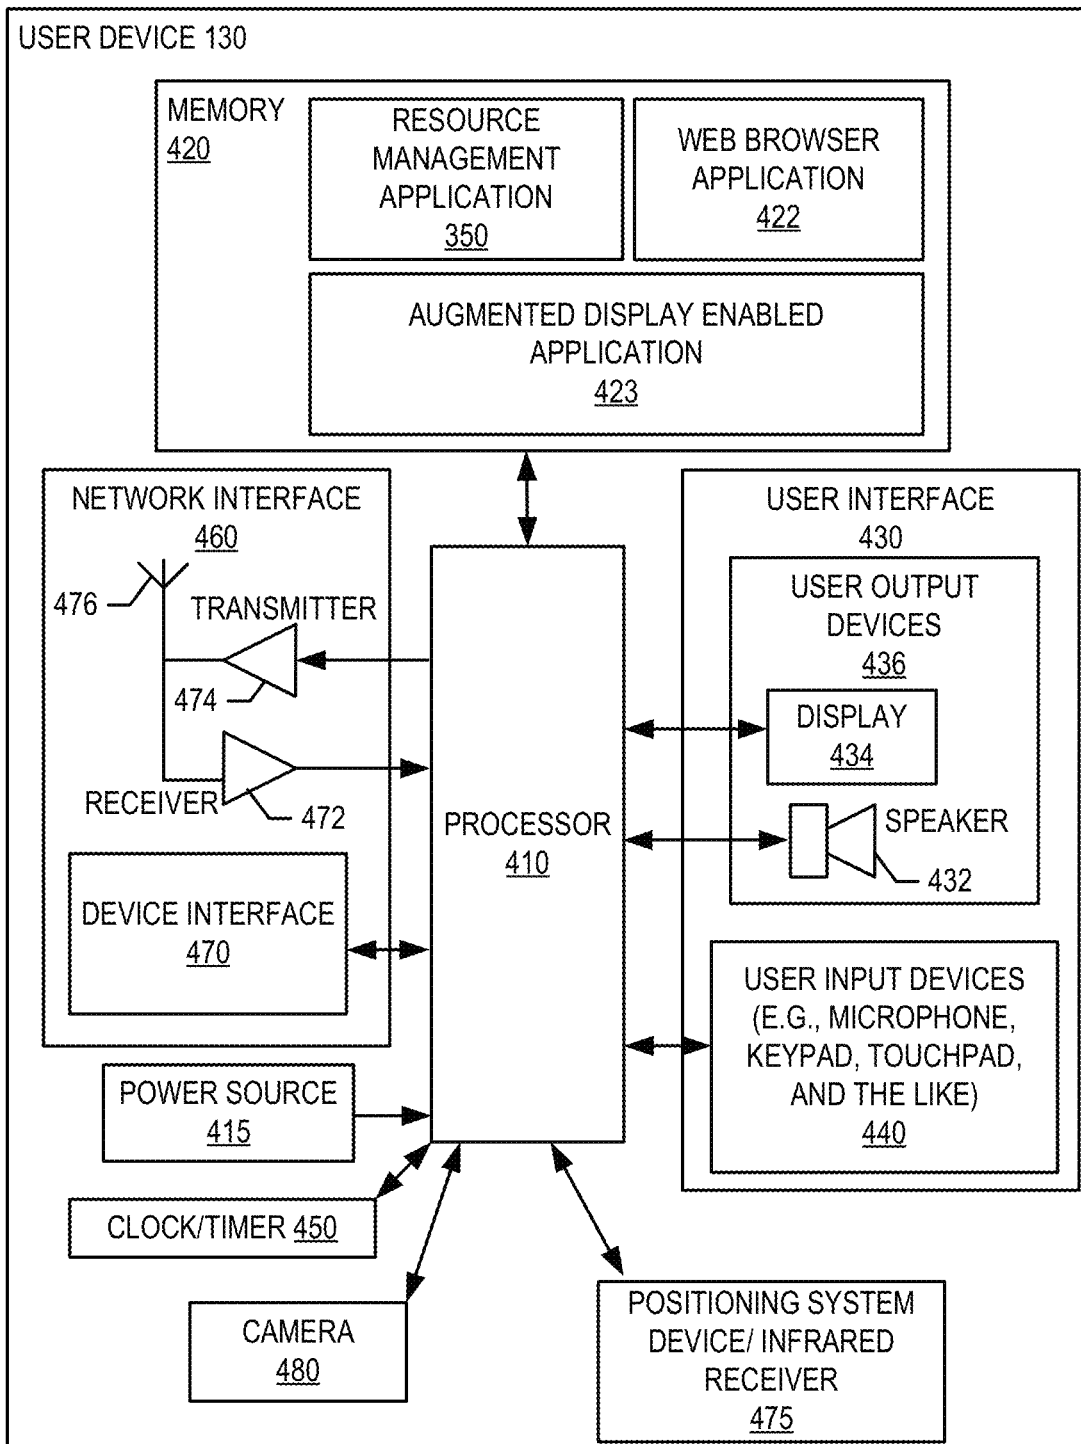 USER DEVICE 130
MEMORY
420
RESOURCE
MANAGEMENT
APPLICATION
350
WEB BROWSER
APPLICATION
422
AUGMENTED DISPLAY ENABLED
APPLICATION
423
NETWORK INTERFACE
460
476
TRANSMITTER
474
RECEIVER
472
DEVICE INTERFACE
470
PROCESSOR
410
USER INTERFACE
430
USER OUTPUT
DEVICES
436
DISPLAY
434
SPEAKER
432
USER INPUT DEVICES
(E.G., MICROPHONE,
KEYPAD, TOUCHPAD,
AND THE LIKE)
440
POWER SOURCE
415
CLOCK/TIMER 450
CAMERA
480
POSITIONING SYSTEM
DEVICE/ INFRARED
RECEIVER
475